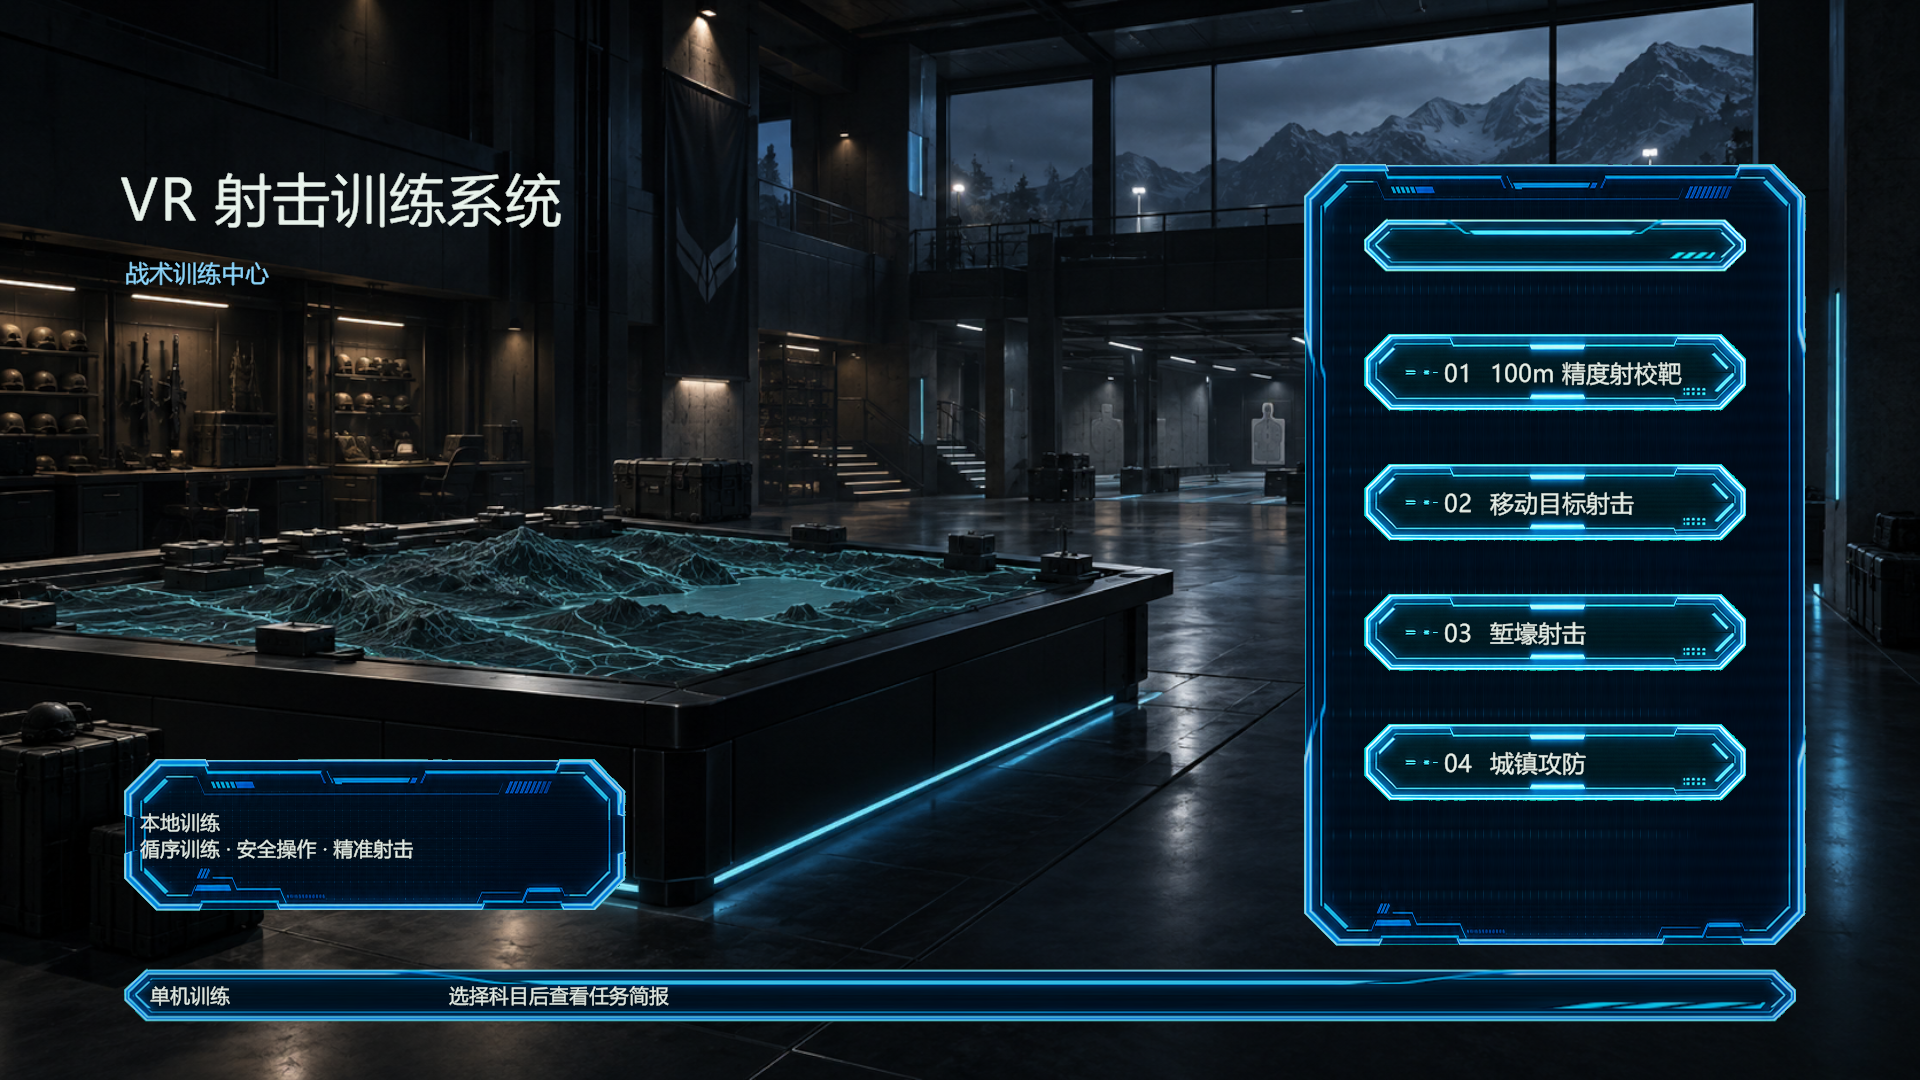 VR 射击训练系统
战术训练中心
01 100m 精度射校靶
02 移动目标射击
03 堑壕射击
04 城镇攻防
本地训练
循序训练 · 安全操作 · 精准射击
单机训练 选择科目后查看任务简报